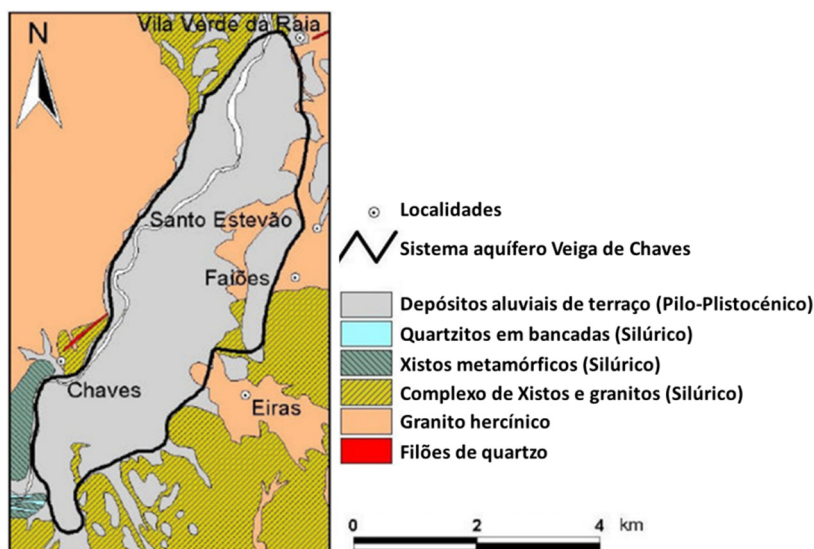 Vila Verde da Raia
N
Santo Estevão
Faiões
Chaves
Eiras
Localidades
Sistema aquífero Veiga de Chaves
Depósitos aluviais de terraço (Pilo-Plistocénico)
Quartzitos em bancadas (Silúrico)
Xistos metamórficos (Silúrico)
Complexo de Xistos e granitos (Silúrico)
Granito hercínico
Filões de quartzo
0 2 4 km